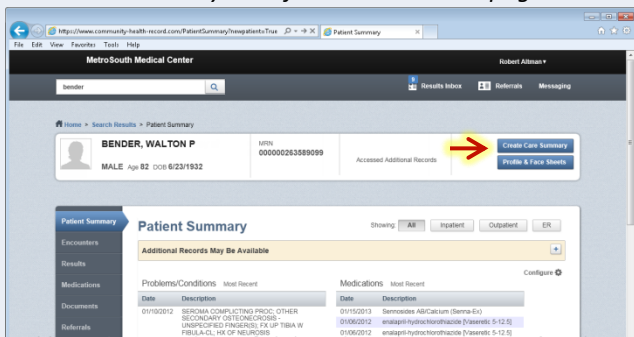 https://www.community-health-record.com/PatientSummary?newpatient=True
Patient Summary
File Edit View Favorites Tools Help
MetroSouth Medical Center
Robert Altman
bender
Results Inbox
Referrals
Messaging
Home > Search Results > Patient Summary
BENDER, WALTON P
MALE Age 82 DOB 6/23/1932
MRN
000000263589099
Accessed Additional Records
Create Care Summary
Profile & Face Sheets
Patient Summary
Encounters
Results
Medications
Documents
Referrals
Patient Summary
Showing: All Inpatient Outpatient ER
Additional Records May Be Available
+
Configure
Problems/Conditions Most Recent
Date Description
01/10/2012 SEROMA COMPLICTING PROC; OTHER
SECONDARY OSTEONECROSIS -
UNSPECIFIED FINGER(S); FX UP TIBIA W
FIBULA-CL; HX OF NEUROSIS
Medications Most Recent
Date Description
01/15/2013 Sennosides AB/Calcium (Senna-Ex)
01/06/2012 enalapril-hydrochlorothiazide [Vaseretic 5-12.5]
01/06/2012 enalapril-hydrochlorothiazide [Vaseretic 5-12.5]